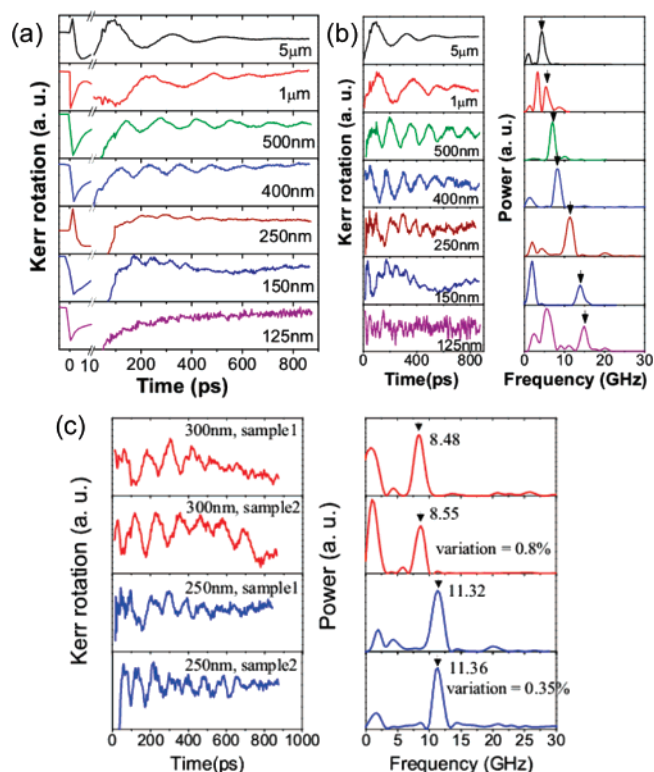 (a)
Kerr rotation (a. u.)
5μm
1μm
500nm
400nm
250nm
150nm
125nm
0 10 200 400 600 800
Time (ps)
(b)
Kerr rotation (a. u.)
5μm
1μm
500nm
400nm
250nm
150nm
125nm
0 200 400 600 800
Time(ps)
Power (a. u.)
0 10 20 30
Frequency (GHz)
(c)
Kerr rotation (a. u.)
300nm, sample1
300nm, sample2
250nm, sample1
250nm, sample2
0 200 400 600 800 1000
Time(ps)
Power (a. u.)
8.48
8.55
variation = 0.8%
11.32
11.36
variation = 0.35%
0 5 10 15 20 25 30
Frequency (GHz)